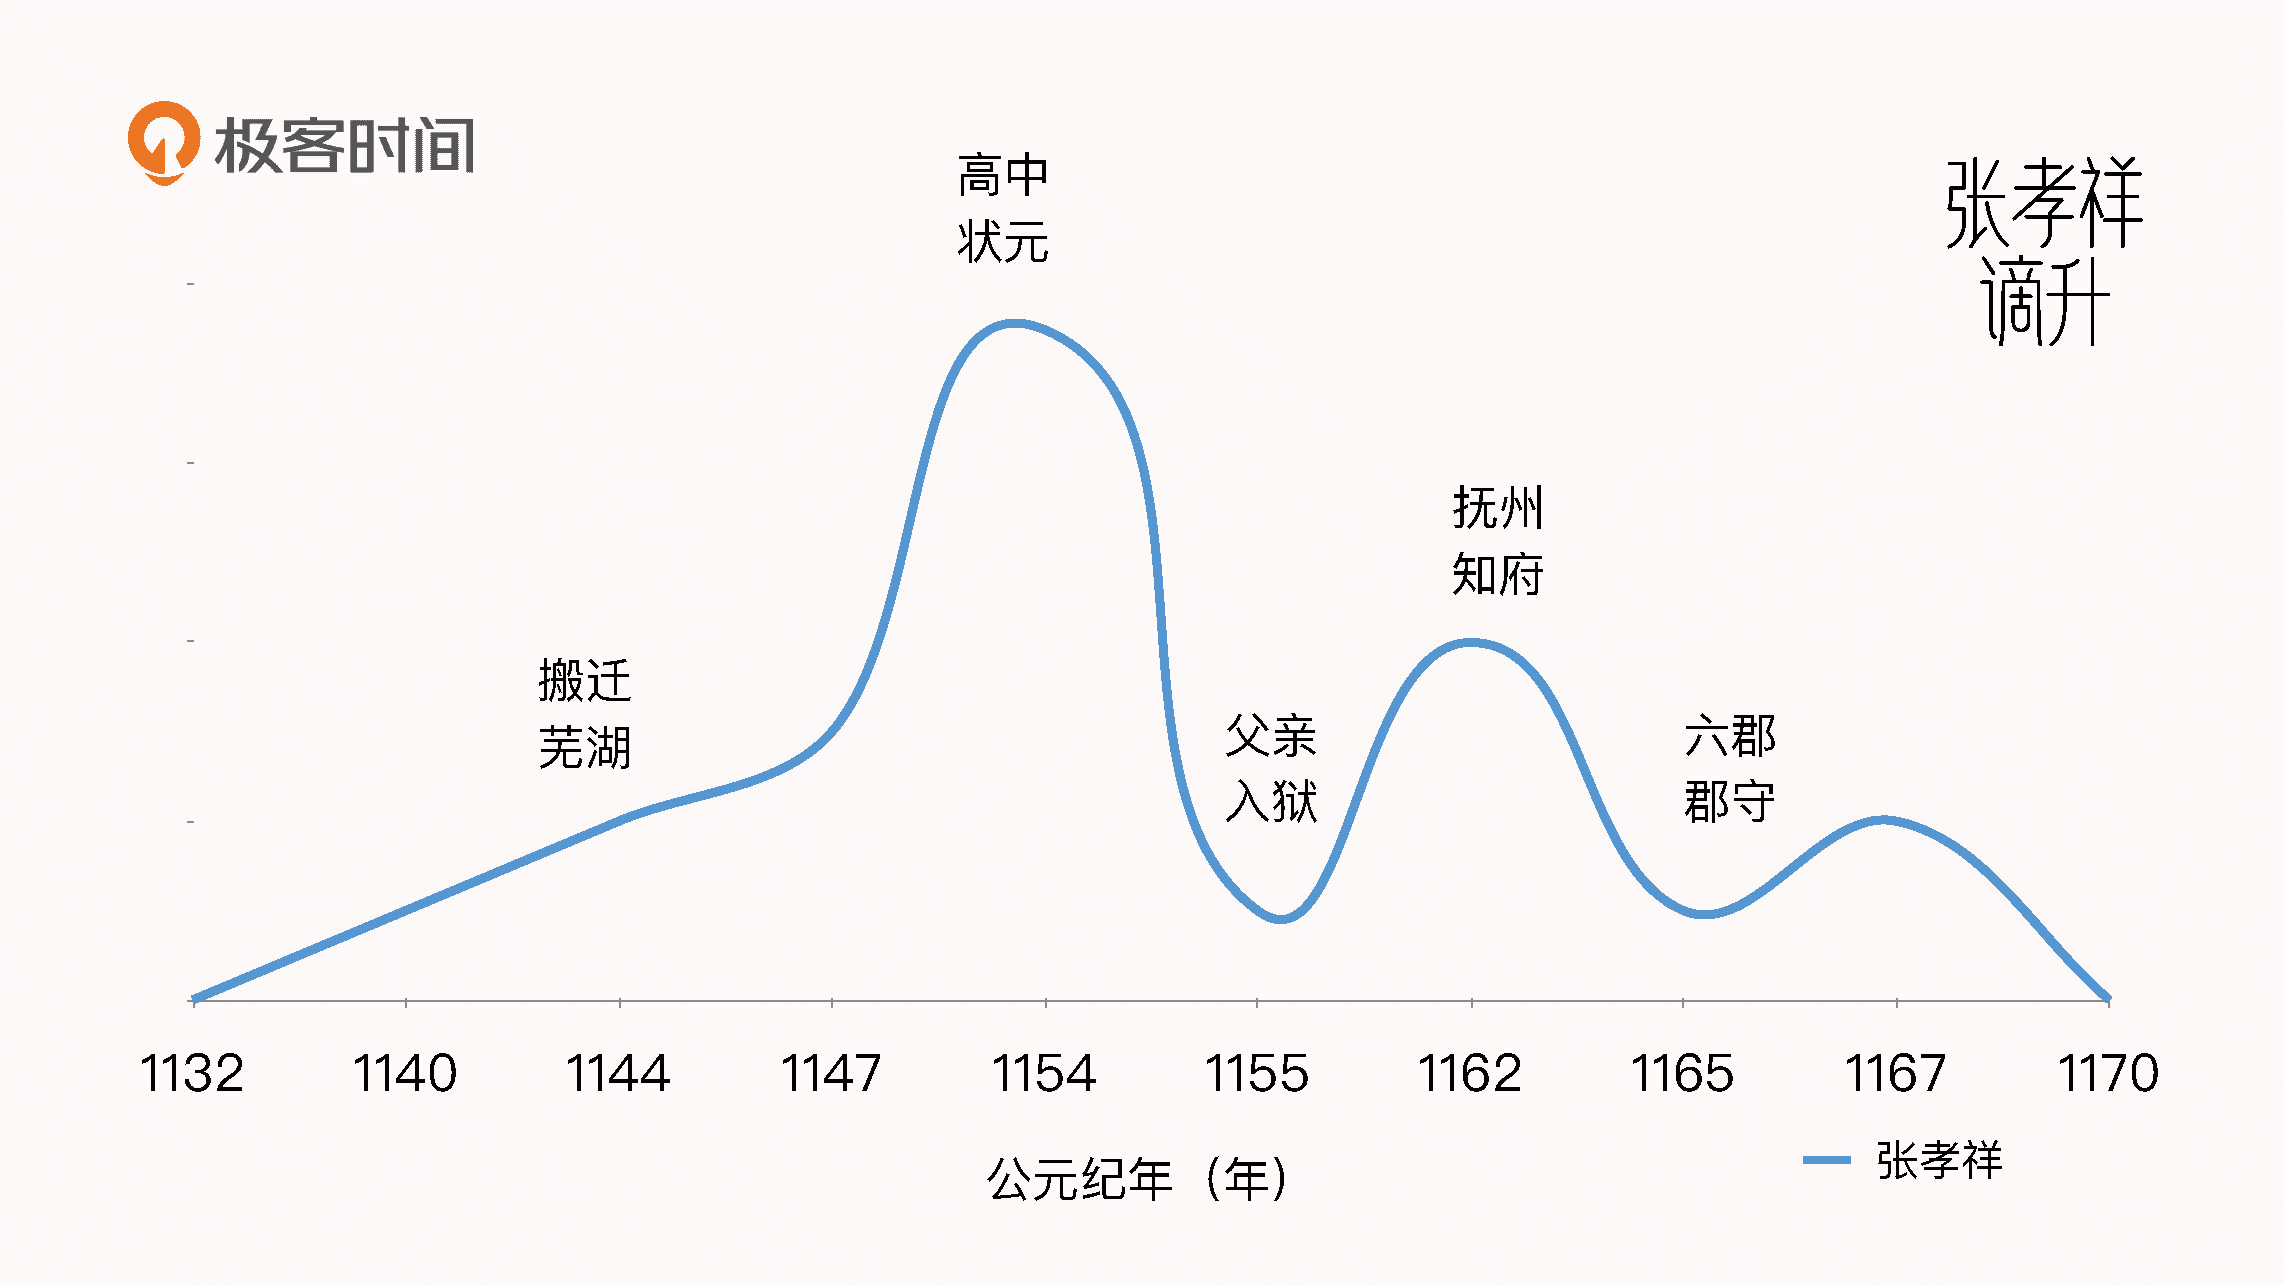 极客时间
张孝祥
谪升
高中
状元
抚州
知府
搬迁
芜湖
父亲
入狱
六郡
郡守
1132 1140 1144 1147 1154 1155 1162 1165 1167 1170
公元纪年（年）
张孝祥